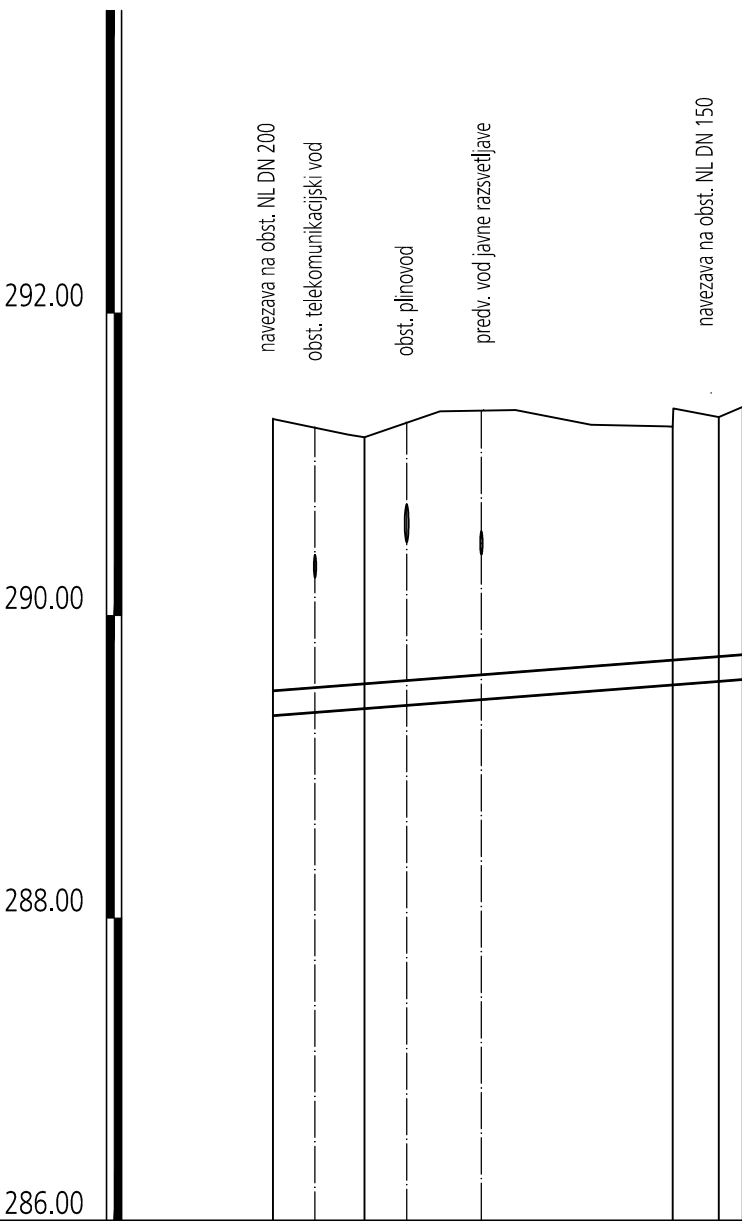 navezava na obst. NL DN 200
obst. telekomunikacijski vod
obst. plinovod
predv. vod javne razsvetljave
navezava na obst. NL DN 150
292.00
290.00
288.00
286.00